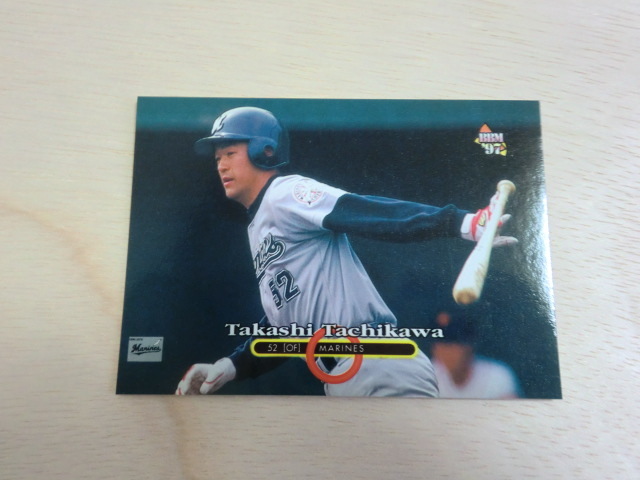 BBM
'97
52
Takashi Tachikawa
52 [OF] MARINES
Marines